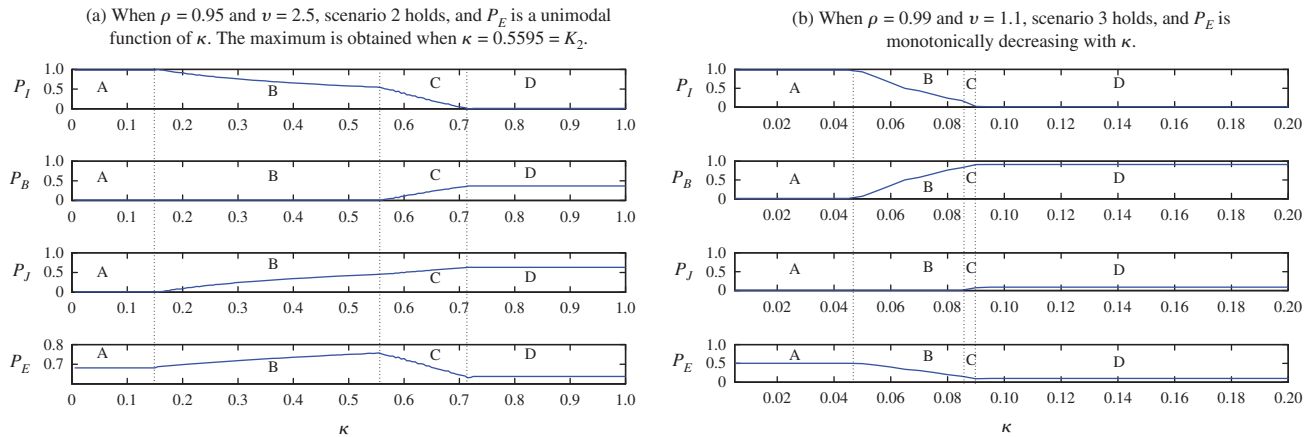 (a) When ρ = 0.95 and υ = 2.5, scenario 2 holds, and P_E is a unimodal
function of κ. The maximum is obtained when κ = 0.5595 = K_2.
P_I
1.0
0.5
0
A
B
C
D
0 0.1 0.2 0.3 0.4 0.5 0.6 0.7 0.8 0.9 1.0
P_B
1.0
0.5
0
A
B
C
D
0 0.1 0.2 0.3 0.4 0.5 0.6 0.7 0.8 0.9 1.0
P_J
1.0
0.5
0
A
B
C
D
0 0.1 0.2 0.3 0.4 0.5 0.6 0.7 0.8 0.9 1.0
P_E
0.8
0.7
A
B
C
D
0 0.1 0.2 0.3 0.4 0.5 0.6 0.7 0.8 0.9 1.0
κ
(b) When ρ = 0.99 and υ = 1.1, scenario 3 holds, and P_E is
monotonically decreasing with κ.
P_I
1.0
0.5
0
A
B
C
D
0.02 0.04 0.06 0.08 0.10 0.12 0.14 0.16 0.18 0.20
P_B
1.0
0.5
0
A
B
C
D
0.02 0.04 0.06 0.08 0.10 0.12 0.14 0.16 0.18 0.20
P_J
1.0
0.5
0
A
B
C
D
0.02 0.04 0.06 0.08 0.10 0.12 0.14 0.16 0.18 0.20
P_E
1.0
0.5
0
A
B
C
D
0.02 0.04 0.06 0.08 0.10 0.12 0.14 0.16 0.18 0.20
κ